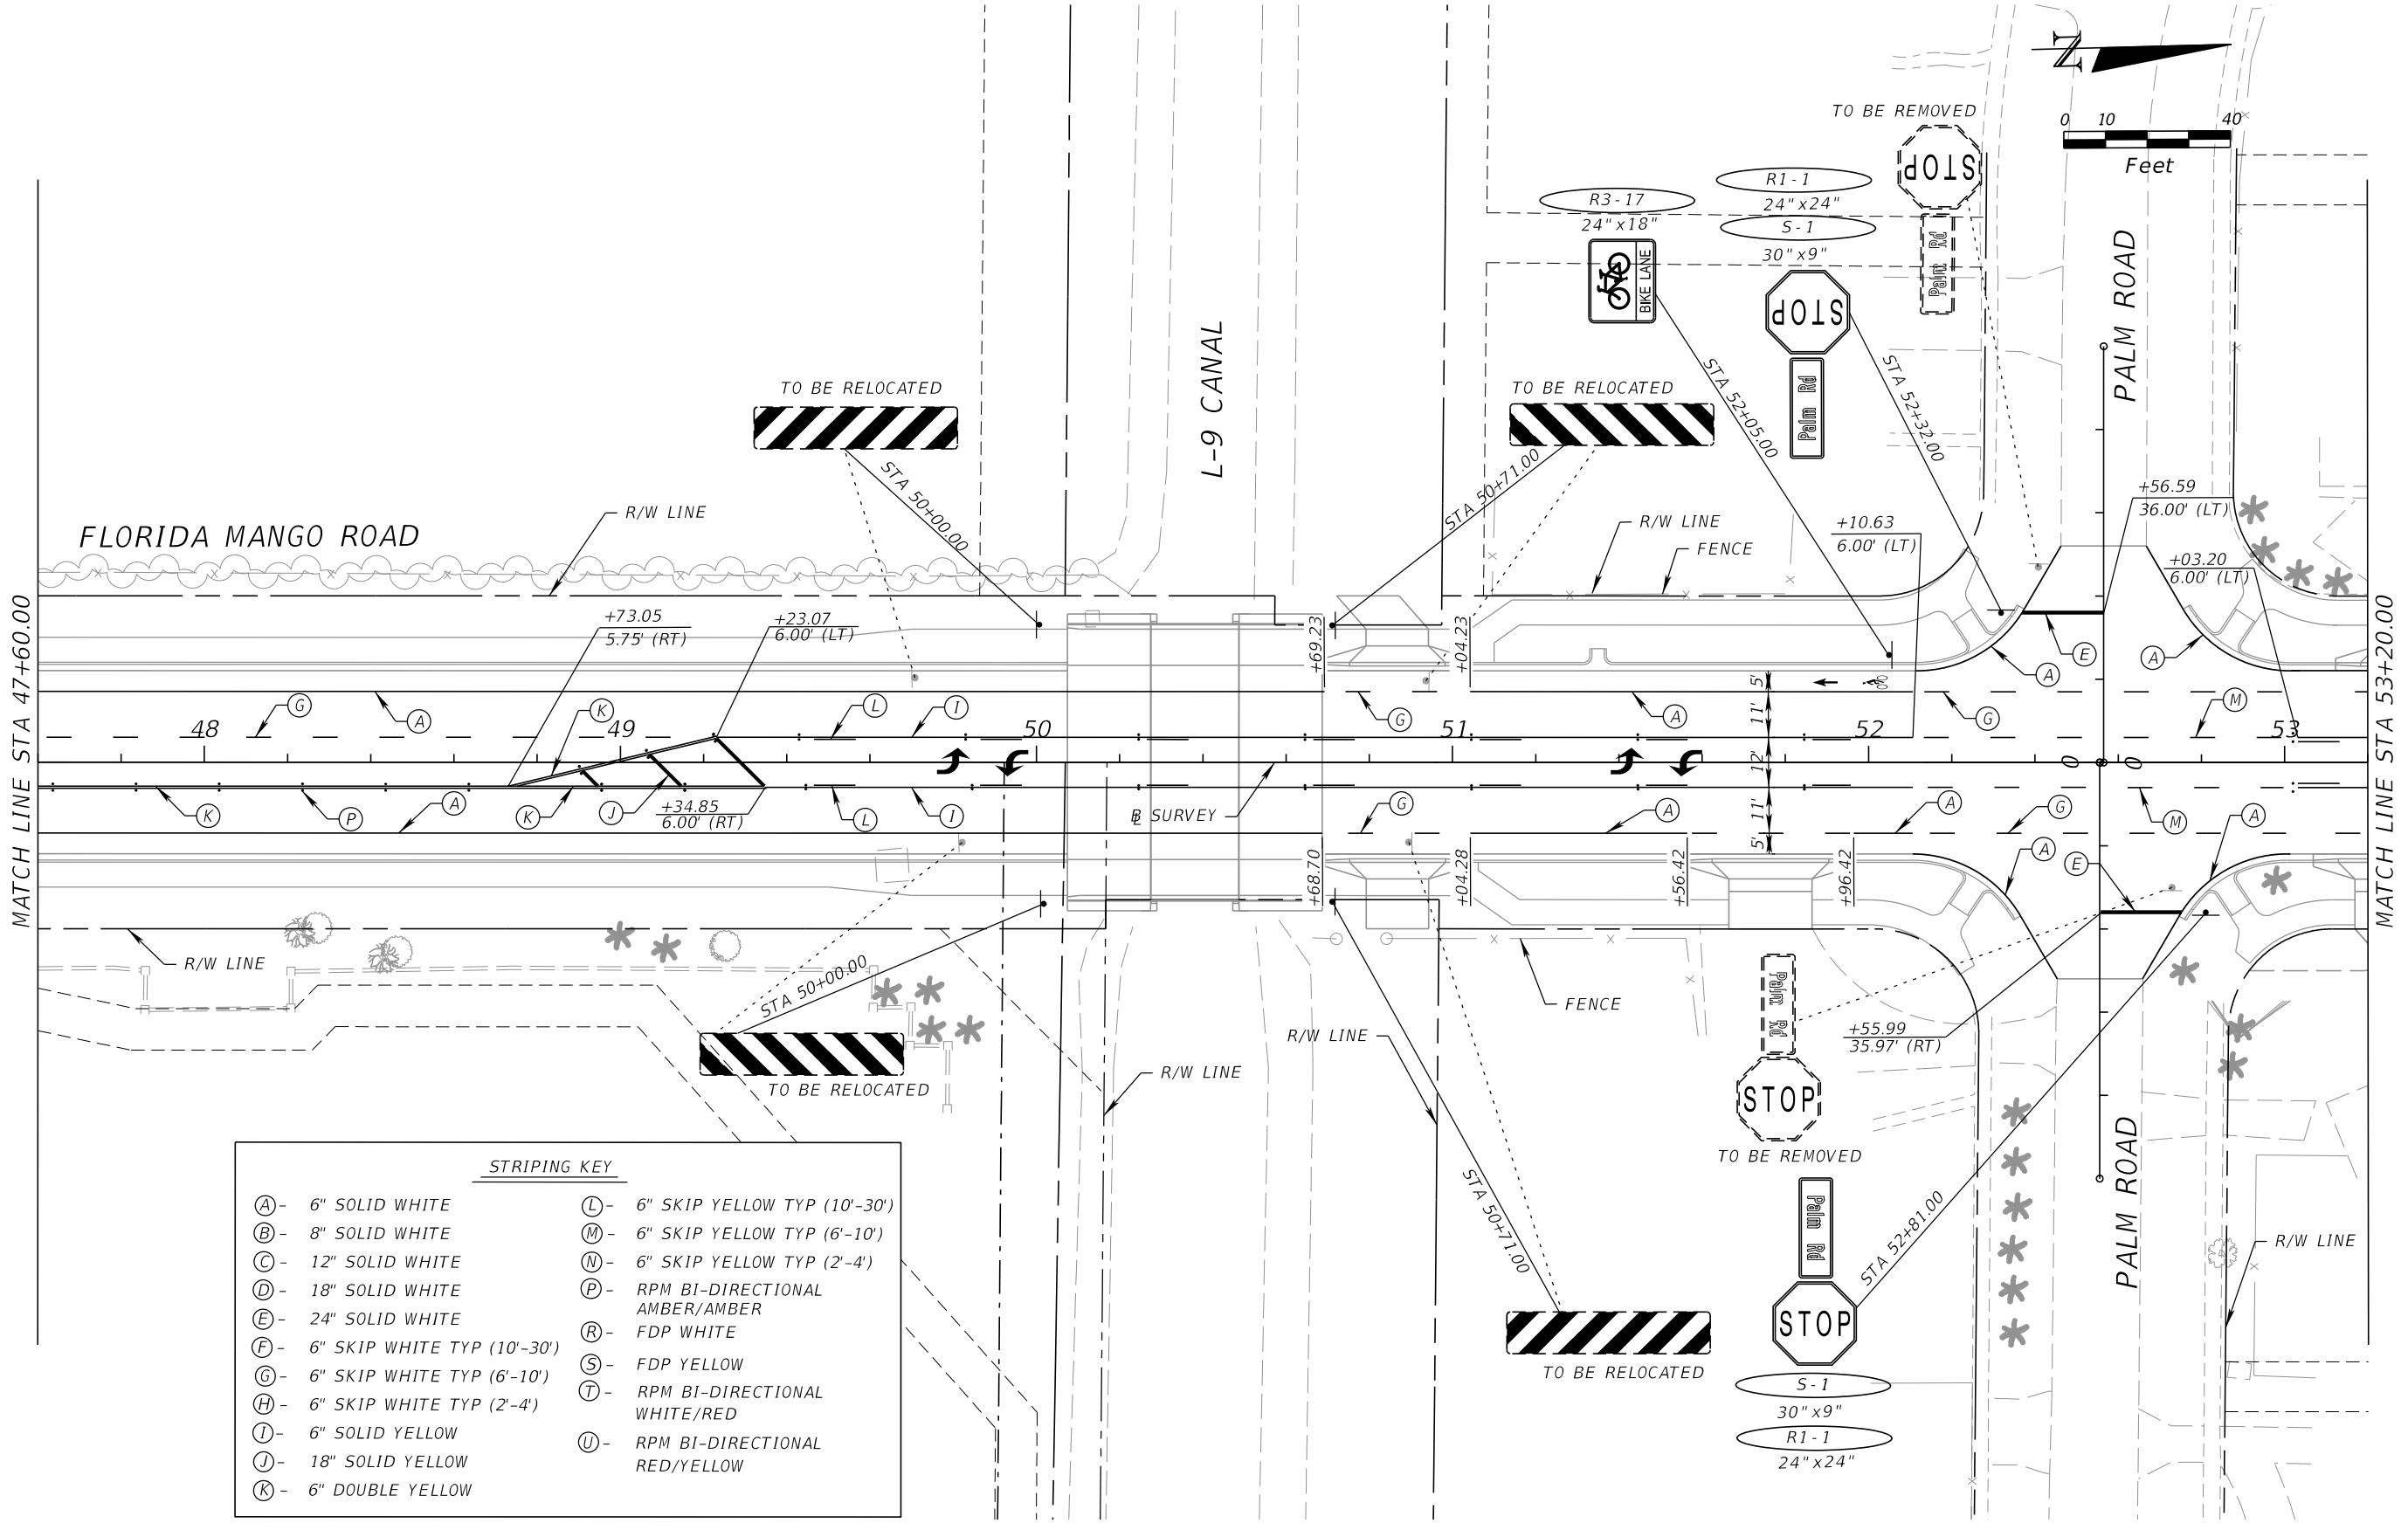 N
TO BE REMOVED
STOP
Palm Rd
0 10 40
Feet
R1-1
24"x24"
S-1
30"x9"
STOP
Palm Rd
R3-17
24"x18"
BIKE LANE
PALM ROAD
L-9 CANAL
TO BE RELOCATED
TO BE RELOCATED
STA 50+00.00
STA 50+71.00
STA 52+05.00
STA 52+32.00
FLORIDA MANGO ROAD
R/W LINE
R/W LINE
FENCE
+10.63
6.00' (LT)
+56.59
36.00' (LT)
+03.20
6.00' (LT)
MATCH LINE STA 47+60.00
MATCH LINE STA 53+20.00
+73.05
5.75' (RT)
+23.07
6.00' (LT)
+69.23
+04.23
E
A
A
G
A
K
L
I
G
A
5'
G
M
11'
48 49 50 51 52 53
12'
0 0
K
P
A
K
J
+34.85
6.00' (RT)
L
I
B SURVEY
L
G
A
11'
A
G
M
A
5'
A
E
+68.70
+04.28
+56.42
+96.42
R/W LINE
STA 50+00.00
TO BE RELOCATED
R/W LINE
R/W LINE
FENCE
Palm Rd
STOP
TO BE REMOVED
+55.99
35.97' (RT)
STA 50+71.00
TO BE RELOCATED
STA 52+81.00
PALM ROAD
R/W LINE
Palm Rd
STOP
S-1
30"x9"
R1-1
24"x24"
STRIPING KEY
A - 6" SOLID WHITE
B - 8" SOLID WHITE
C - 12" SOLID WHITE
D - 18" SOLID WHITE
E - 24" SOLID WHITE
F - 6" SKIP WHITE TYP (10'-30')
G - 6" SKIP WHITE TYP (6'-10')
H - 6" SKIP WHITE TYP (2'-4')
I - 6" SOLID YELLOW
J - 18" SOLID YELLOW
K - 6" DOUBLE YELLOW
L - 6" SKIP YELLOW TYP (10'-30')
M - 6" SKIP YELLOW TYP (6'-10')
N - 6" SKIP YELLOW TYP (2'-4')
P - RPM BI-DIRECTIONAL
AMBER/AMBER
R - FDP WHITE
S - FDP YELLOW
T - RPM BI-DIRECTIONAL
WHITE/RED
U - RPM BI-DIRECTIONAL
RED/YELLOW